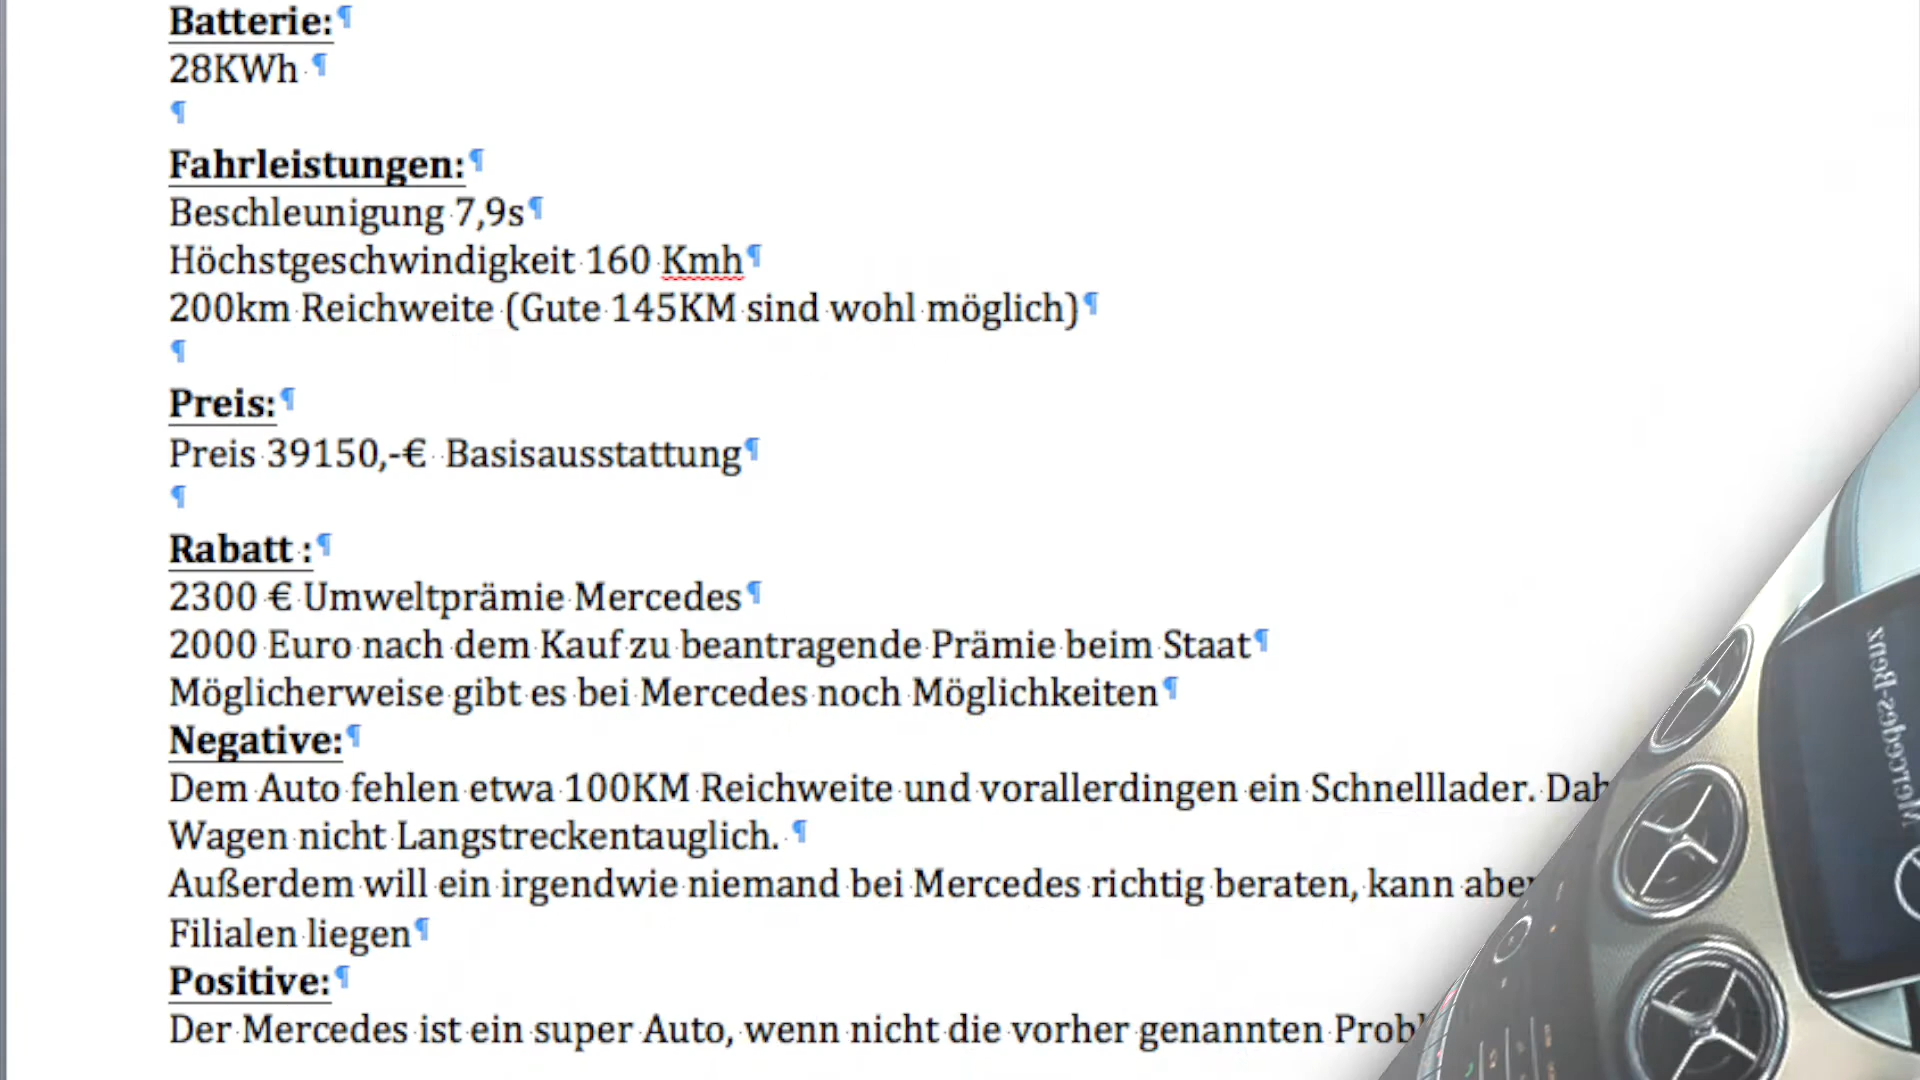 Batterie:
28KWh
Fahrleistungen:
Beschleunigung 7,9s
Höchstgeschwindigkeit 160 Kmh
200km Reichweite (Gute 145KM sind wohl möglich)
Preis:
Preis 39150,-€ Basisausstattung
Rabatt :
2300 € Umweltprämie Mercedes
2000 Euro nach dem Kauf zu beantragende Prämie beim Staat
Möglicherweise gibt es bei Mercedes noch Möglichkeiten
Negative:
Dem Auto fehlen etwa 100KM Reichweite und vorallerdingen ein Schnelllader.
Wagen nicht Langstreckentauglich.
Außerdem will ein irgendwie niemand bei Mercedes richtig beraten, kann aber
Filialen liegen
Positive:
Der Mercedes ist ein super Auto, wenn nicht die vorher genannten
Mercedes-Benz